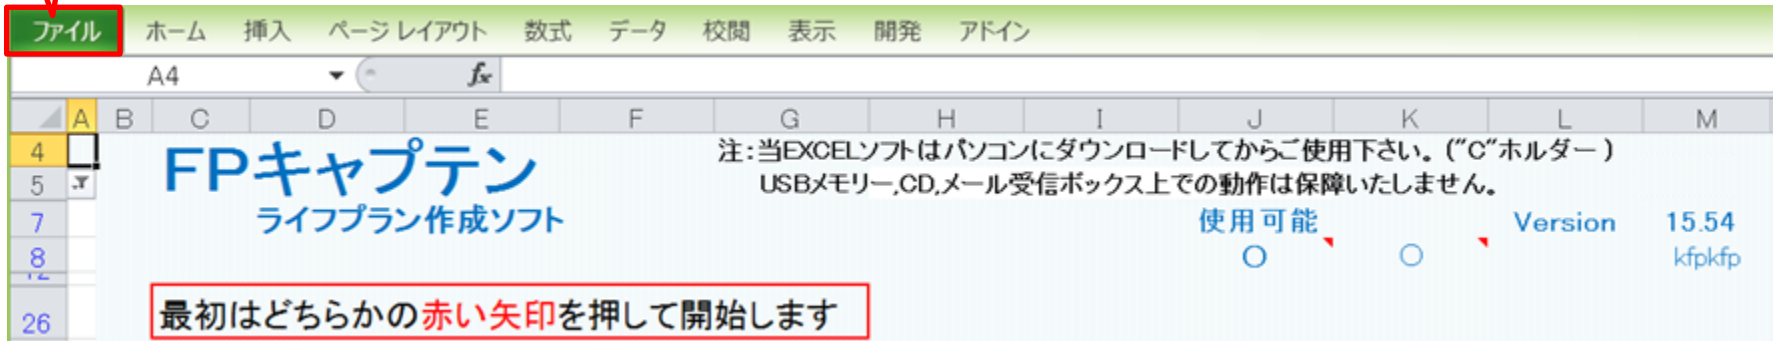 ファイル ホーム 挿入 ページ レイアウト 数式 データ 校閲 表示 開発 アドイン
A4 fx
A B C D E F G H I J K L M
4 FPキャプテン 注:当EXCELソフトはパソコンにダウンロードしてからご使用下さい。("C"ホルダー )
5 USBメモリー,CD,メール受信ボックス上での動作は保障いたしません。
7 ライフプラン作成ソフト 使用可能 Version 15.54
8 ○ ○ kfpkfp
26 最初はどちらかの赤い矢印を押して開始します